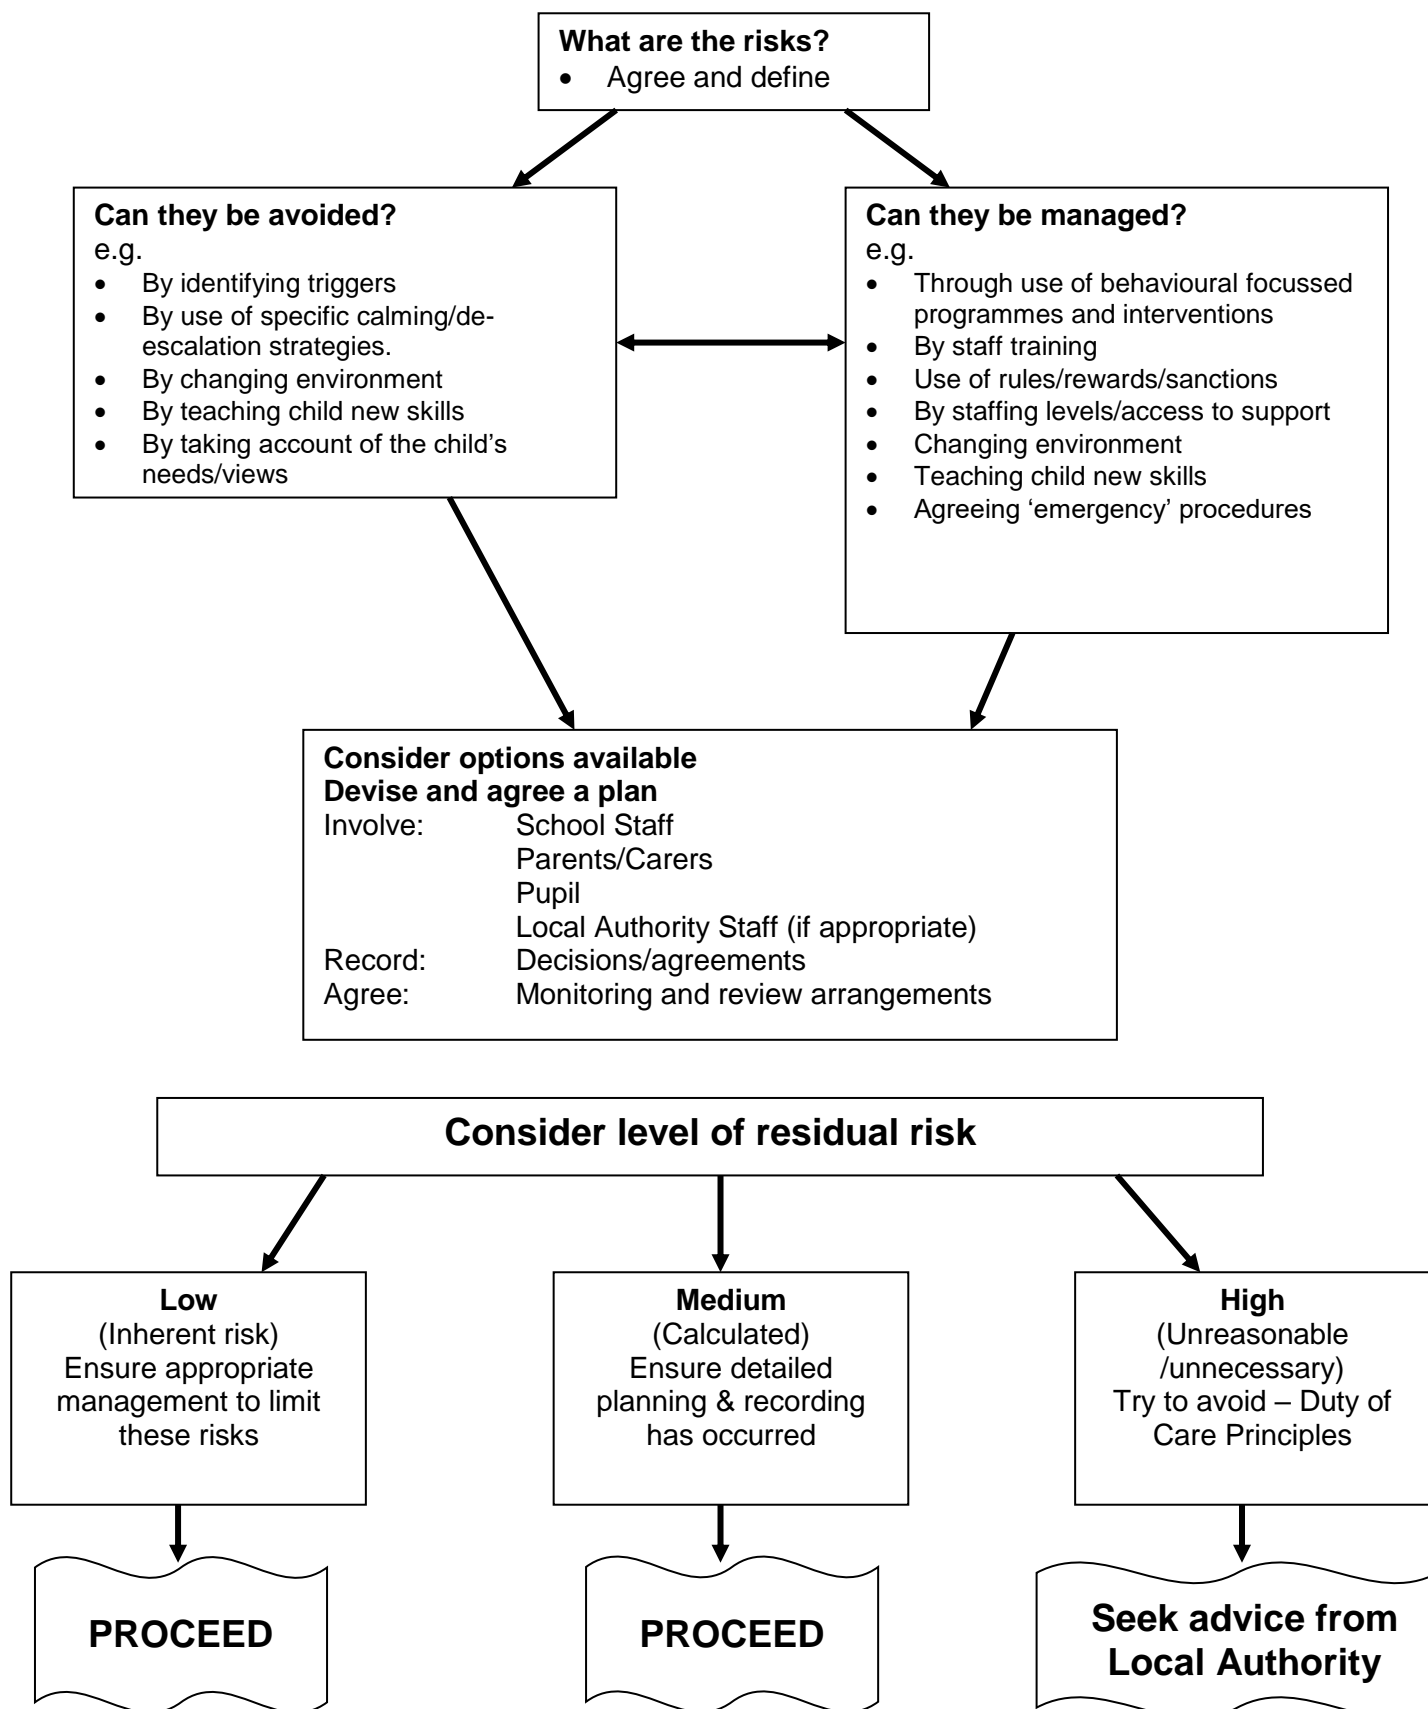 What are the risks?
• Agree and define
Can they be avoided?
e.g.
• By identifying triggers
• By use of specific calming/de-
escalation strategies.
• By changing environment
• By teaching child new skills
• By taking account of the child’s
needs/views
Can they be managed?
e.g.
• Through use of behavioural focussed
programmes and interventions
• By staff training
• Use of rules/rewards/sanctions
• By staffing levels/access to support
• Changing environment
• Teaching child new skills
• Agreeing ‘emergency’ procedures
Consider options available
Devise and agree a plan
Involve: School Staff
Parents/Carers
Pupil
Local Authority Staff (if appropriate)
Record: Decisions/agreements
Agree: Monitoring and review arrangements
Consider level of residual risk
Low
(Inherent risk)
Ensure appropriate
management to limit
these risks
Medium
(Calculated)
Ensure detailed
planning & recording
has occurred
High
(Unreasonable
/unnecessary)
Try to avoid – Duty of
Care Principles
PROCEED
PROCEED
Seek advice from
Local Authority